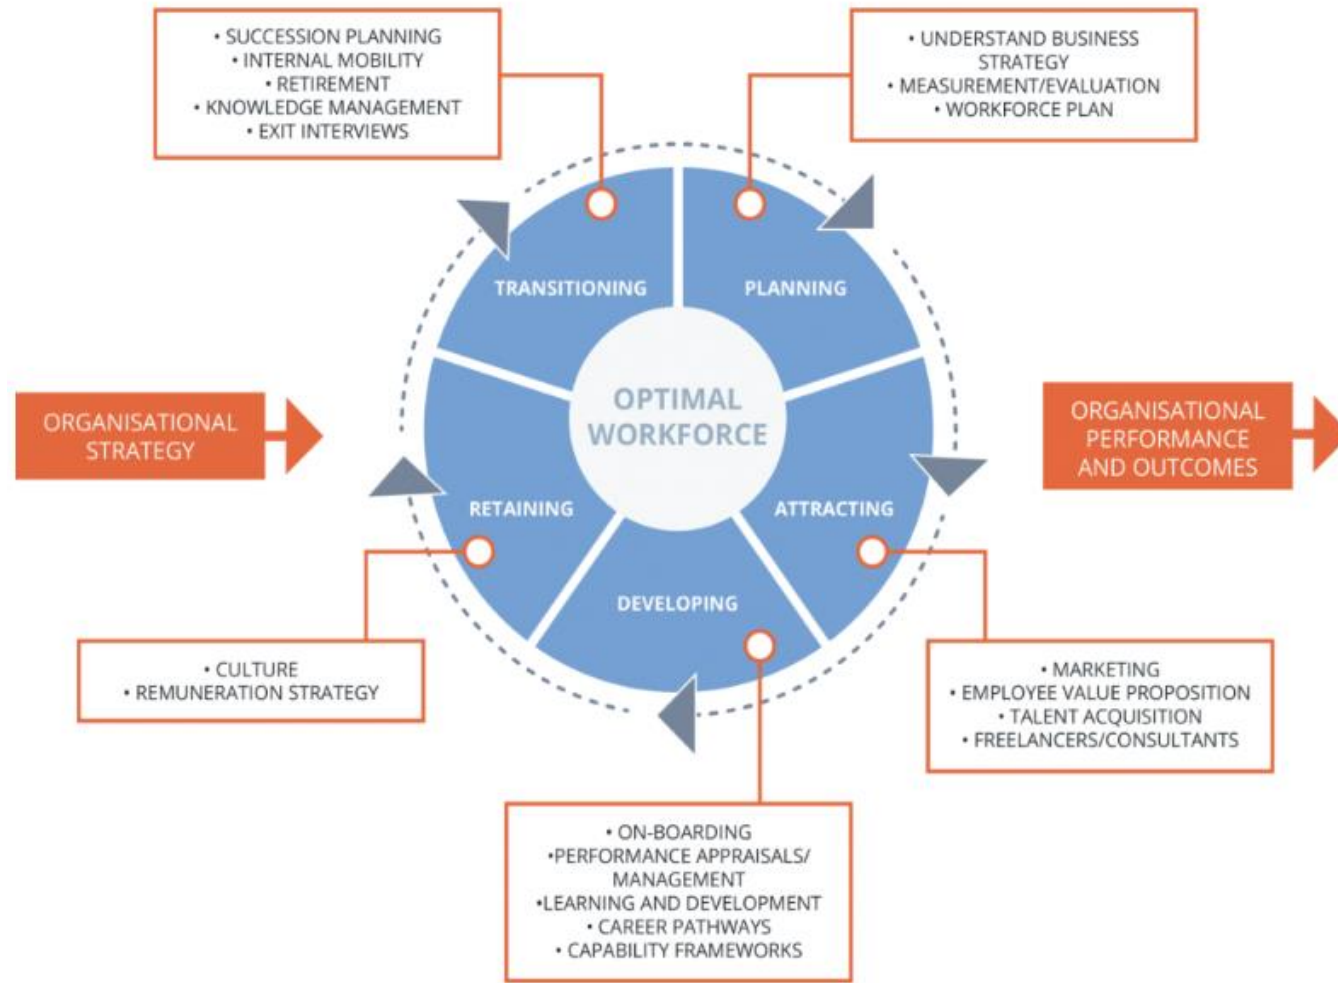 • SUCCESSION PLANNING
• INTERNAL MOBILITY
• RETIREMENT
• KNOWLEDGE MANAGEMENT
• EXIT INTERVIEWS
• UNDERSTAND BUSINESS
STRATEGY
• MEASUREMENT/EVALUATION
• WORKFORCE PLAN
TRANSITIONING
PLANNING
OPTIMAL
WORKFORCE
ORGANISATIONAL
STRATEGY
ORGANISATIONAL
PERFORMANCE
AND OUTCOMES
RETAINING
ATTRACTING
DEVELOPING
• CULTURE
• REMUNERATION STRATEGY
• MARKETING
• EMPLOYEE VALUE PROPOSITION
• TALENT ACQUISITION
• FREELANCERS/CONSULTANTS
• ON-BOARDING
•PERFORMANCE APPRAISALS/
MANAGEMENT
•LEARNING AND DEVELOPMENT
• CAREER PATHWAYS
• CAPABILITY FRAMEWORKS